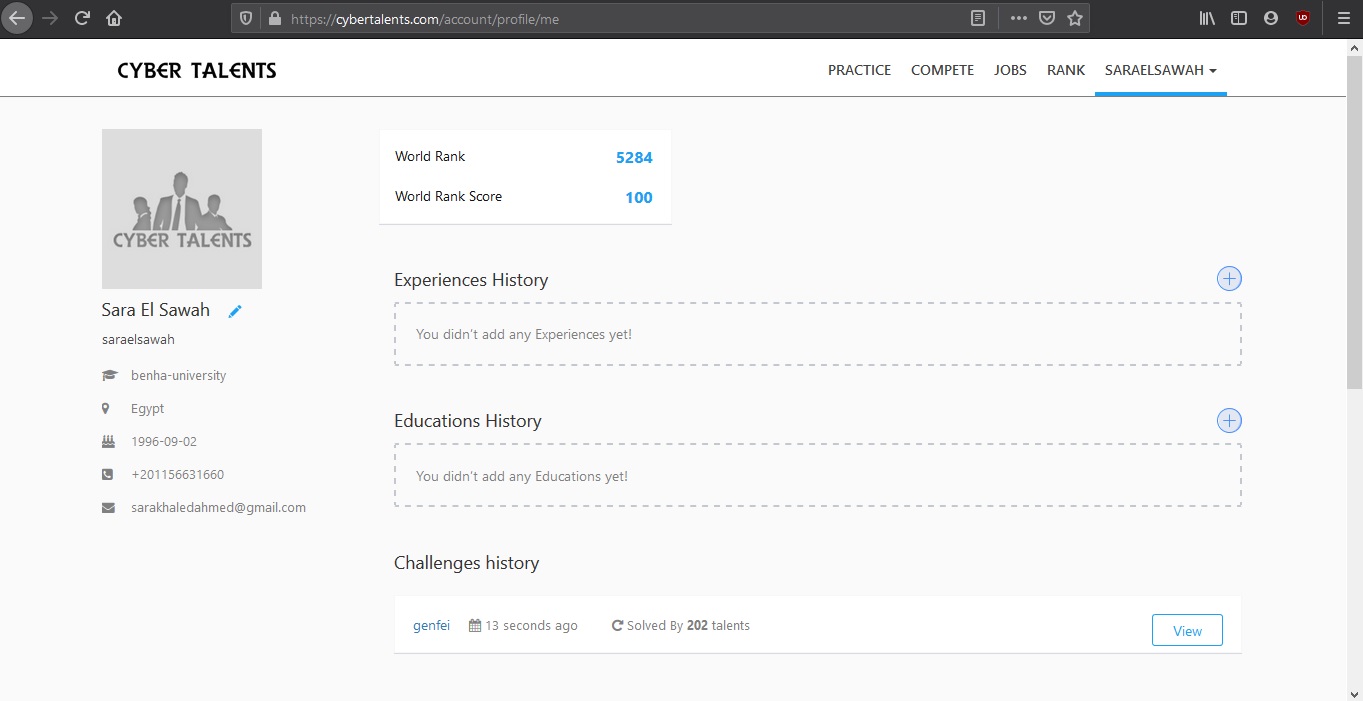 https://cybertalents.com/account/profile/me
CYBER TALENTS
PRACTICE COMPETE JOBS RANK SARAELSAWAH
CYBER TALENTS
Sara El Sawah
saraelsawah
benha-university
Egypt
1996-09-02
+201156631660
sarakhaledahmed@gmail.com
World Rank 5284
World Rank Score 100
Experiences History
You didn't add any Experiences yet!
Educations History
You didn't add any Educations yet!
Challenges history
genfei 13 seconds ago Solved By 202 talents View